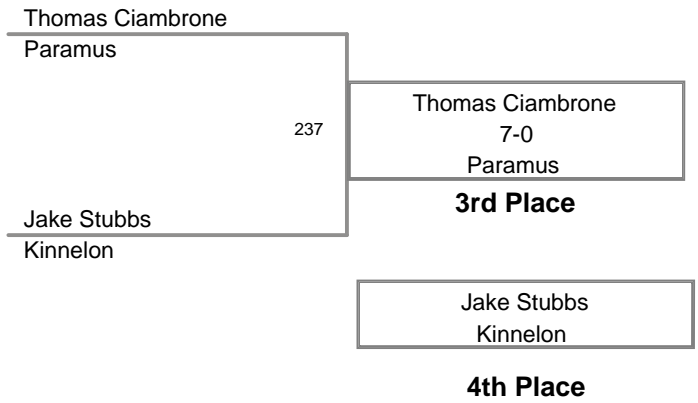 Thomas Ciambrone
Paramus
237
Thomas Ciambrone
7-0
Paramus
3rd Place
Jake Stubbs
Kinnelon
Jake Stubbs
Kinnelon
4th Place